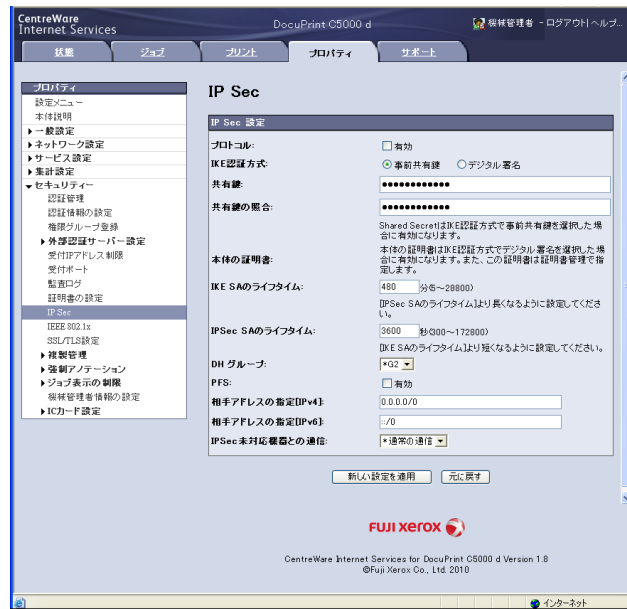 CentreWare
Internet Services
DocuPrint C5000 d
機械管理者 - ログアウト| ヘルプ...
状態
ジョブ
プリント
プロパティ
サポート
プロパティ
設定メニュー
本体説明
一般設定
ネットワーク設定
サービス設定
集計設定
セキュリティー
認証管理
認証情報の設定
権限グループ登録
外部認証サーバー設定
受付IPアドレス制限
受付ポート
監査ログ
証明書の設定
IP Sec
IEEE 802.1x
SSL/TLS設定
複製管理
強制アノテーション
ジョブ表示の制限
機械管理者情報の設定
ICカード設定
IP Sec
IP Sec 設定
プロトコル:
有効
IKE認証方式:
事前共有鍵 デジタル署名
共有鍵:
●●●●●●●●●●●●
共有鍵の照合:
●●●●●●●●●●●●
Shared SecretはIKE認証方式で事前共有鍵を選択した場
合に有効になります。
本体の証明書:
本体の証明書はIKE認証方式でデジタル署名を選択した場
合に有効になります。また、この証明書は証明書管理で指
定します。
IKE SAのライフタイム:
480 分(5～28800)
[IPSec SAのライフタイム]より長くなるように設定してくださ
い。
IPSec SAのライフタイム:
3600 秒(300～172800)
[IKE SAのライフタイム]より短くなるように設定してください。
DH グループ:
*G2
PFS:
有効
相手アドレスの指定[IPv4]:
0.0.0.0/0
相手アドレスの指定[IPv6]:
::/0
IPSec未対応機器との通信:
*通常の通信
新しい設定を適用
元に戻す
FUJI xerox
CentreWare Internet Services for DocuPrint C5000 d Version 1.8
©Fuji Xerox Co., Ltd. 2010
インターネット